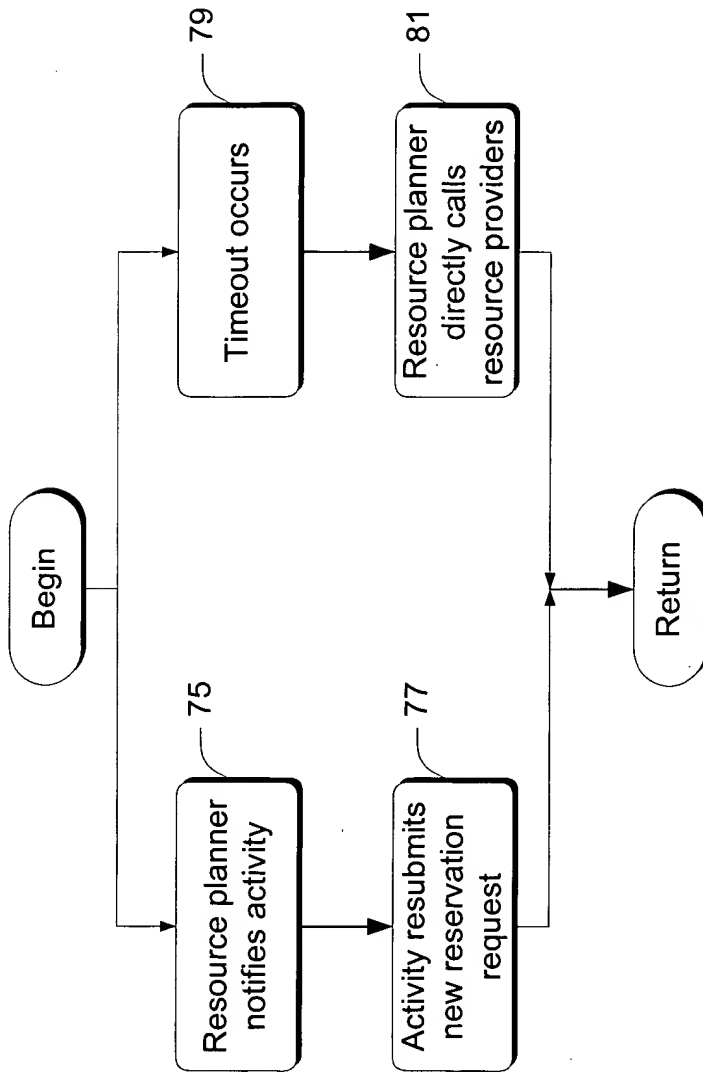 Begin
75
Resource planner
notifies activity
77
Activity resubmits
new reservation
request
79
Timeout occurs
81
Resource planner
directly calls
resource providers
Return